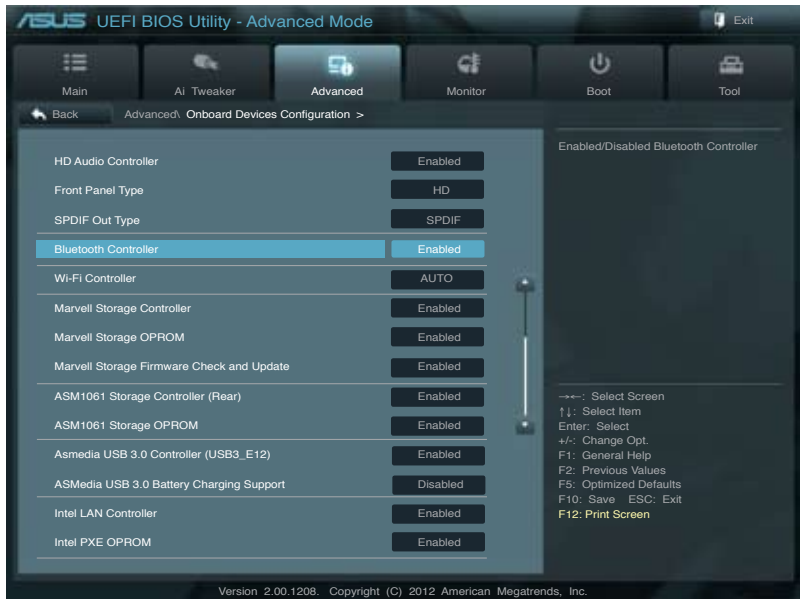 ASUS UEFI BIOS Utility - Advanced Mode
Exit
Main
Ai Tweaker
Advanced
Monitor
Boot
Tool
Back
Advanced\ Onboard Devices Configuration >
HD Audio Controller Enabled
Front Panel Type HD
SPDIF Out Type SPDIF
Bluetooth Controller Enabled
Wi-Fi Controller AUTO
Marvell Storage Controller Enabled
Marvell Storage OPROM Enabled
Marvell Storage Firmware Check and Update Enabled
ASM1061 Storage Controller (Rear) Enabled
ASM1061 Storage OPROM Enabled
Asmedia USB 3.0 Controller (USB3_E12) Enabled
ASMedia USB 3.0 Battery Charging Support Disabled
Intel LAN Controller Enabled
Intel PXE OPROM Enabled
Enabled/Disabled Bluetooth Controller
→←: Select Screen
↑↓: Select Item
Enter: Select
+/-: Change Opt.
F1: General Help
F2: Previous Values
F5: Optimized Defaults
F10: Save ESC: Exit
F12: Print Screen
Version 2.00.1208. Copyright (C) 2012 American Megatrends, Inc.